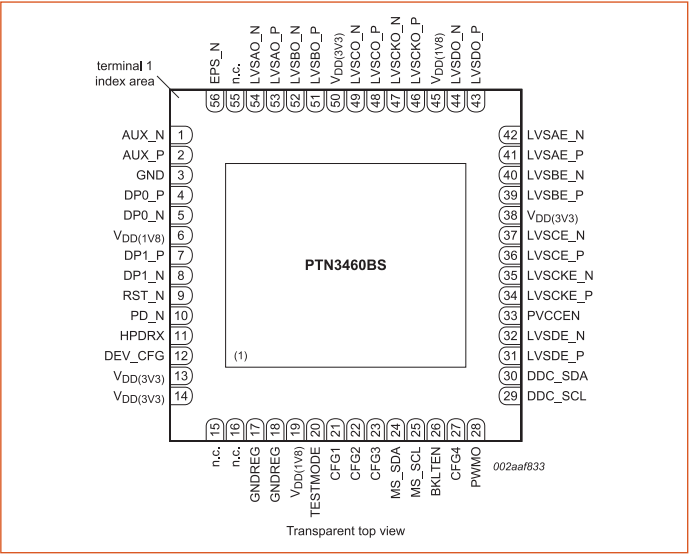 terminal 1
index area
EPS_N
n.c.
LVSAO_N
LVSAO_P
LVSBO_N
LVSBO_P
VDD(3V3)
LVSCO_N
LVSCO_P
LVSCKO_N
LVSCKO_P
VDD(1V8)
LVSDO_N
LVSDO_P
56
55
54
53
52
51
50
49
48
47
46
45
44
43
AUX_N 1
AUX_P 2
GND 3
DP0_P 4
DP0_N 5
VDD(1V8) 6
DP1_P 7
DP1_N 8
RST_N 9
PD_N 10
HPDRX 11
DEV_CFG 12
VDD(3V3) 13
VDD(3V3) 14
PTN3460BS
(1)
42 LVSAE_N
41 LVSAE_P
40 LVSBE_N
39 LVSBE_P
38 VDD(3V3)
37 LVSCE_N
36 LVSCE_P
35 LVSCKE_N
34 LVSCKE_P
33 PVCCEN
32 LVSDE_N
31 LVSDE_P
30 DDC_SDA
29 DDC_SCL
15
16
17
18
19
20
21
22
23
24
25
26
27
28
n.c.
n.c.
GNDREG
GNDREG
VDD(1V8)
TESTMODE
CFG1
CFG2
CFG3
MS_SDA
MS_SCL
BKLTEN
CFG4
PWMO
002aaf833
Transparent top view